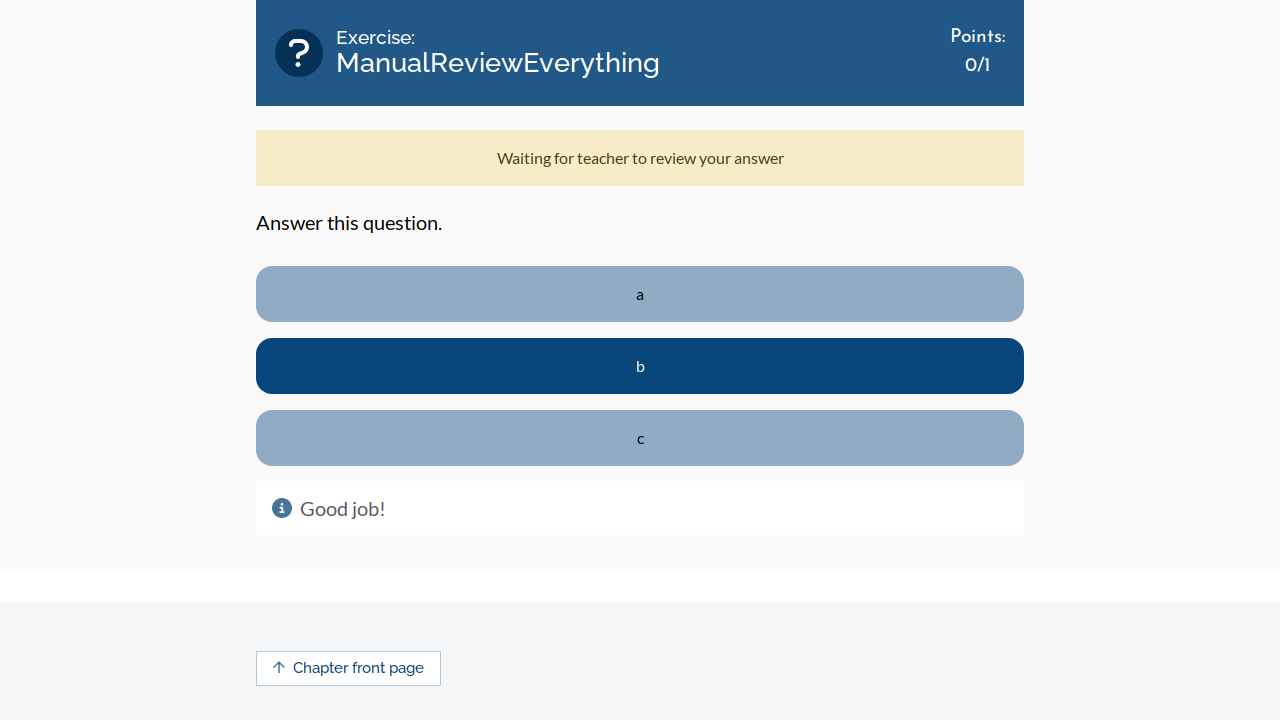 Exercise:
ManualReviewEverything
Points:
0/1
Waiting for teacher to review your answer
Answer this question.
a
b
c
Good job!
Chapter front page